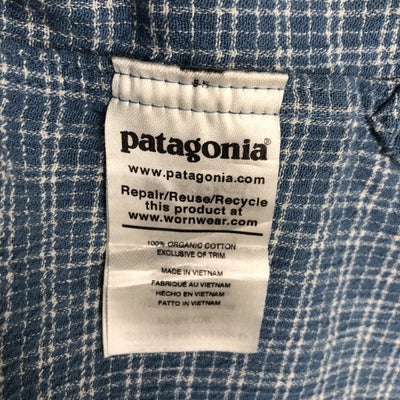 patagonia®
www.patagonia.com
Repair/Reuse/Recycle
this product at
www.wornwear.com
100% ORGANIC COTTON
EXCLUSIVE OF TRIM
MADE IN VIETNAM
FABRIQUÉ AU VIETNAM
HECHO EN VIETNAM
FATTO IN VIETNAM